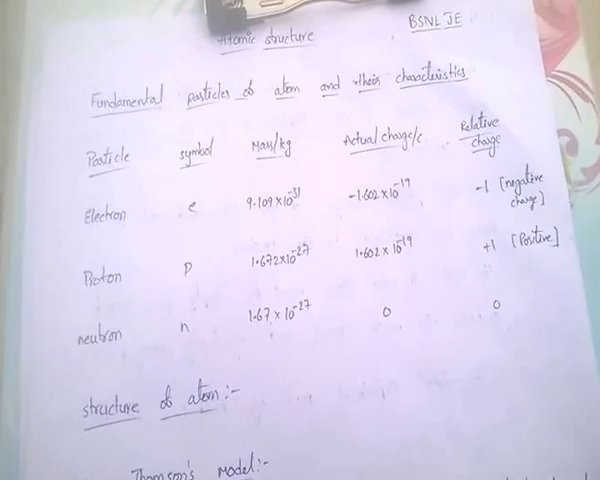 BSNL JE
Atomic structure
Fundamental particles of atom and their characteristics
Particle symbol Mass/kg Actual charge/c Relative charge
Electron e 9.109 x 10^-31 -1.602 x 10^-19 -1 [negative charge]
Proton p 1.672 x 10^-27 1.602 x 10^-19 +1 [Positive]
neutron n 1.67 x 10^-27 0 0
structure of atom:-
Thomson's model:-